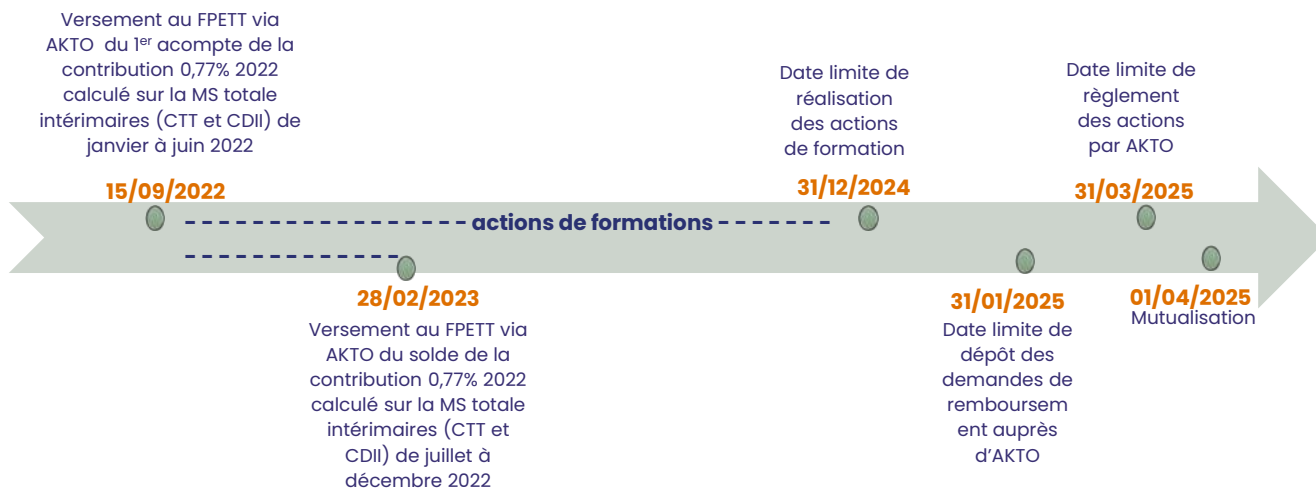 Versement au FPETT via
AKTO du 1er acompte de la
contribution 0,77% 2022
calculé sur la MS totale
intérimaires (CTT et CDII) de
janvier à juin 2022
15/09/2022
Date limite de
réalisation
des actions
de formation
31/12/2024
Date limite de
règlement
des actions
par AKTO
31/03/2025
actions de formations
28/02/2023
Versement au FPETT via
AKTO du solde de la
contribution 0,77% 2022
calculé sur la MS totale
intérimaires (CTT et
CDII) de juillet à
décembre 2022
31/01/2025
Date limite de
dépôt des
demandes de
remboursem
ent auprès
d’AKTO
01/04/2025
Mutualisation